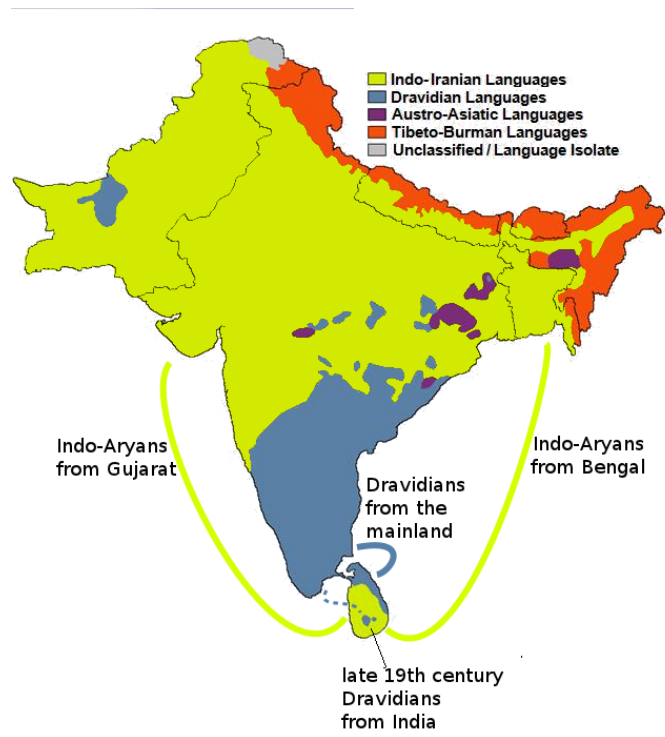 Indo-Iranian Languages
Dravidian Languages
Austro-Asiatic Languages
Tibeto-Burman Languages
Unclassified / Language Isolate
Indo-Aryans
from Gujarat
Dravidians
from the
mainland
Indo-Aryans
from Bengal
late 19th century
Dravidians
from India